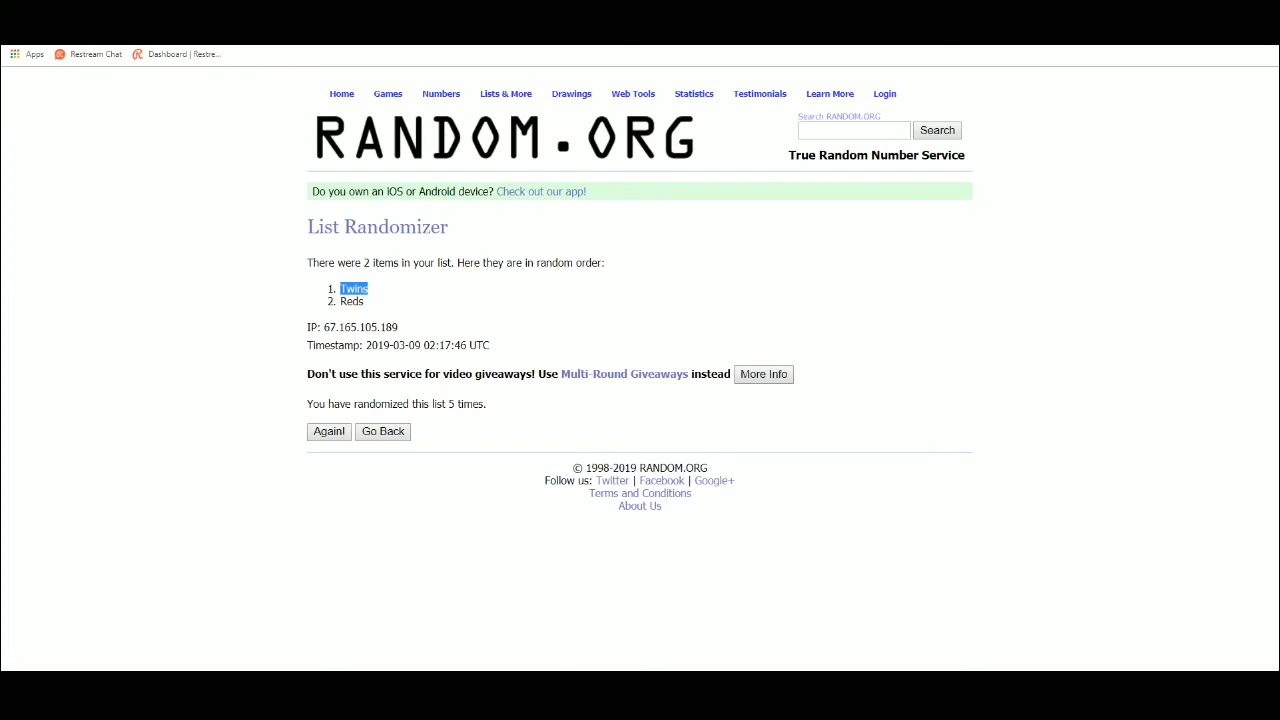 Apps Restream Chat Dashboard | Restre...
Home Games Numbers Lists & More Drawings Web Tools Statistics Testimonials Learn More Login
RANDOM.ORG
Search RANDOM.ORG
Search
True Random Number Service
Do you own an iOS or Android device? Check out our app!
List Randomizer
There were 2 items in your list. Here they are in random order:
1. Twins
2. Reds
IP: 67.165.105.189
Timestamp: 2019-03-09 02:17:46 UTC
Don't use this service for video giveaways! Use Multi-Round Giveaways instead More Info
You have randomized this list 5 times.
Again! Go Back
© 1998-2019 RANDOM.ORG
Follow us: Twitter | Facebook | Google+
Terms and Conditions
About Us